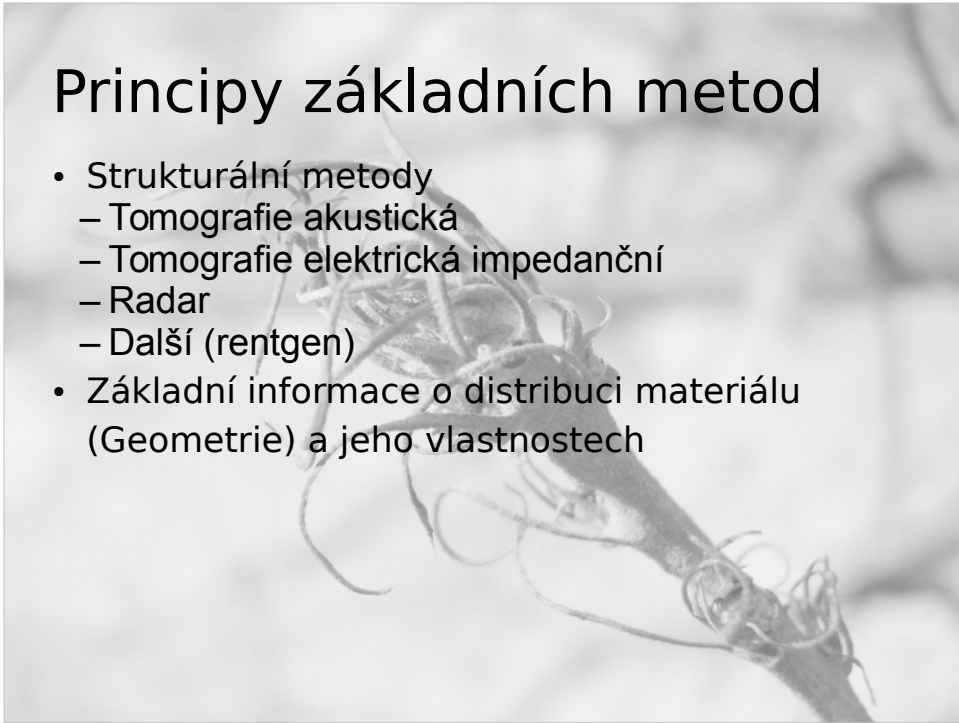 Principy základních metod
• Strukturální metody
– Tomografie akustická
– Tomografie elektrická impedanční
– Radar
– Další (rentgen)
• Základní informace o distribuci materiálu
(Geometrie) a jeho vlastnostech